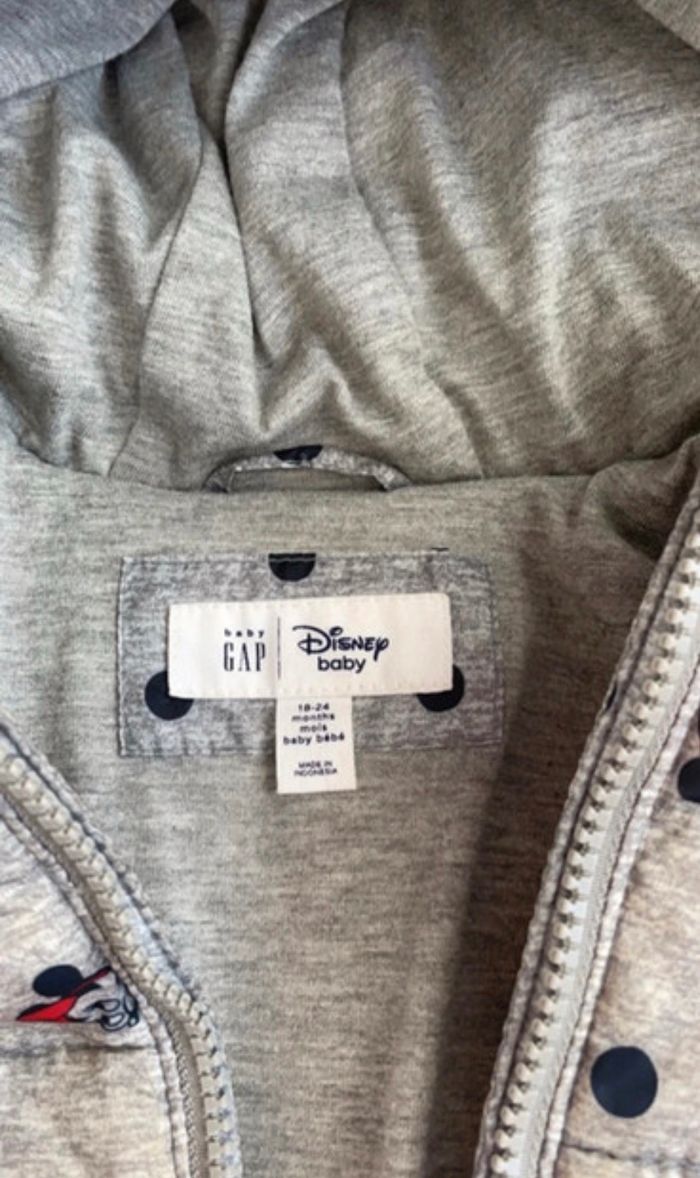 baby
GAP
Disney
baby
18-24
months
mois
baby bébé
MADE IN
INDONESIA